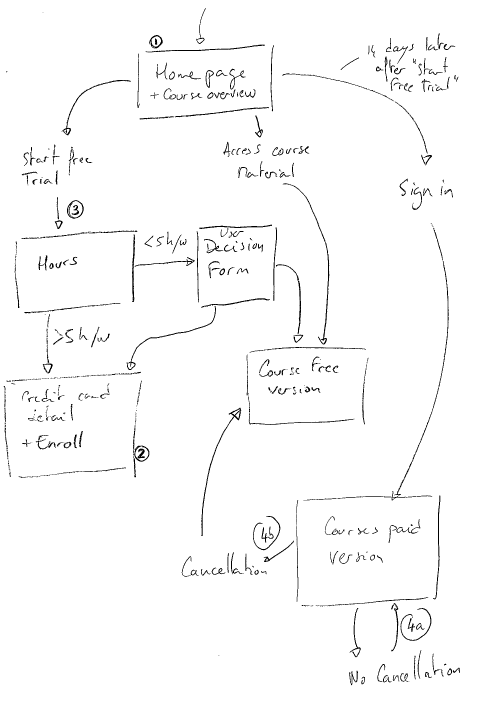 ①
Home page
+ Course overview
14 days later
after "Start
Free Trial"
Start free
Trial
Access course
Material
Sign in
③
Hours
<5h/w
User
Decision
Form
>5h/w
Course Free
version
Credit card
detail
+ Enroll
②
Courses paid
version
4b
Cancellation
4a
No Cancellation